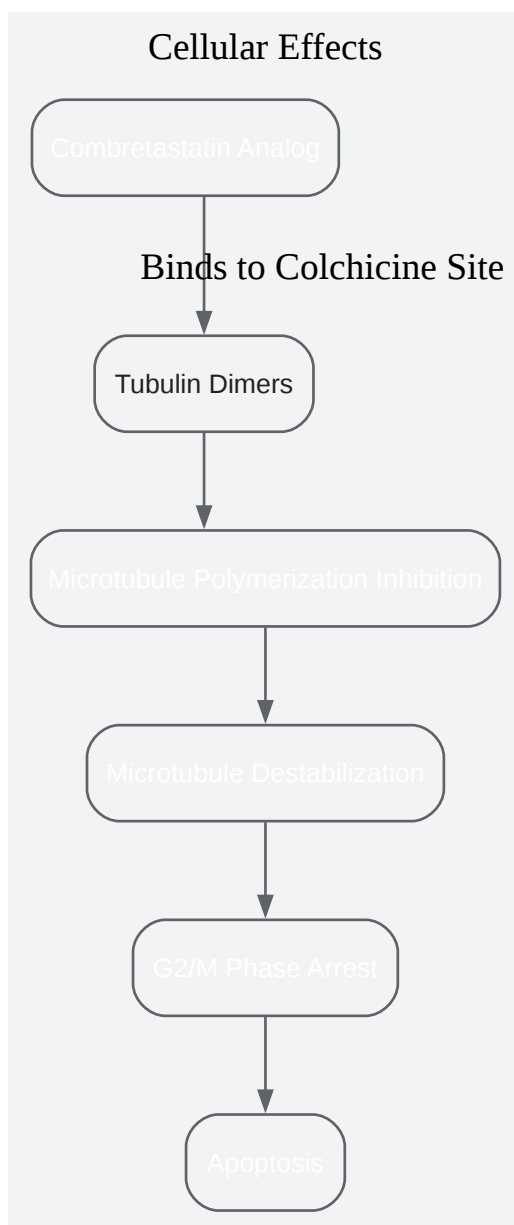 Cellular Effects
Combretastatin Analog
Binds to Colchicine Site
Tubulin Dimers
Microtubule Polymerization Inhibition
Microtubule Destabilization
G2/M Phase Arrest
Apoptosis